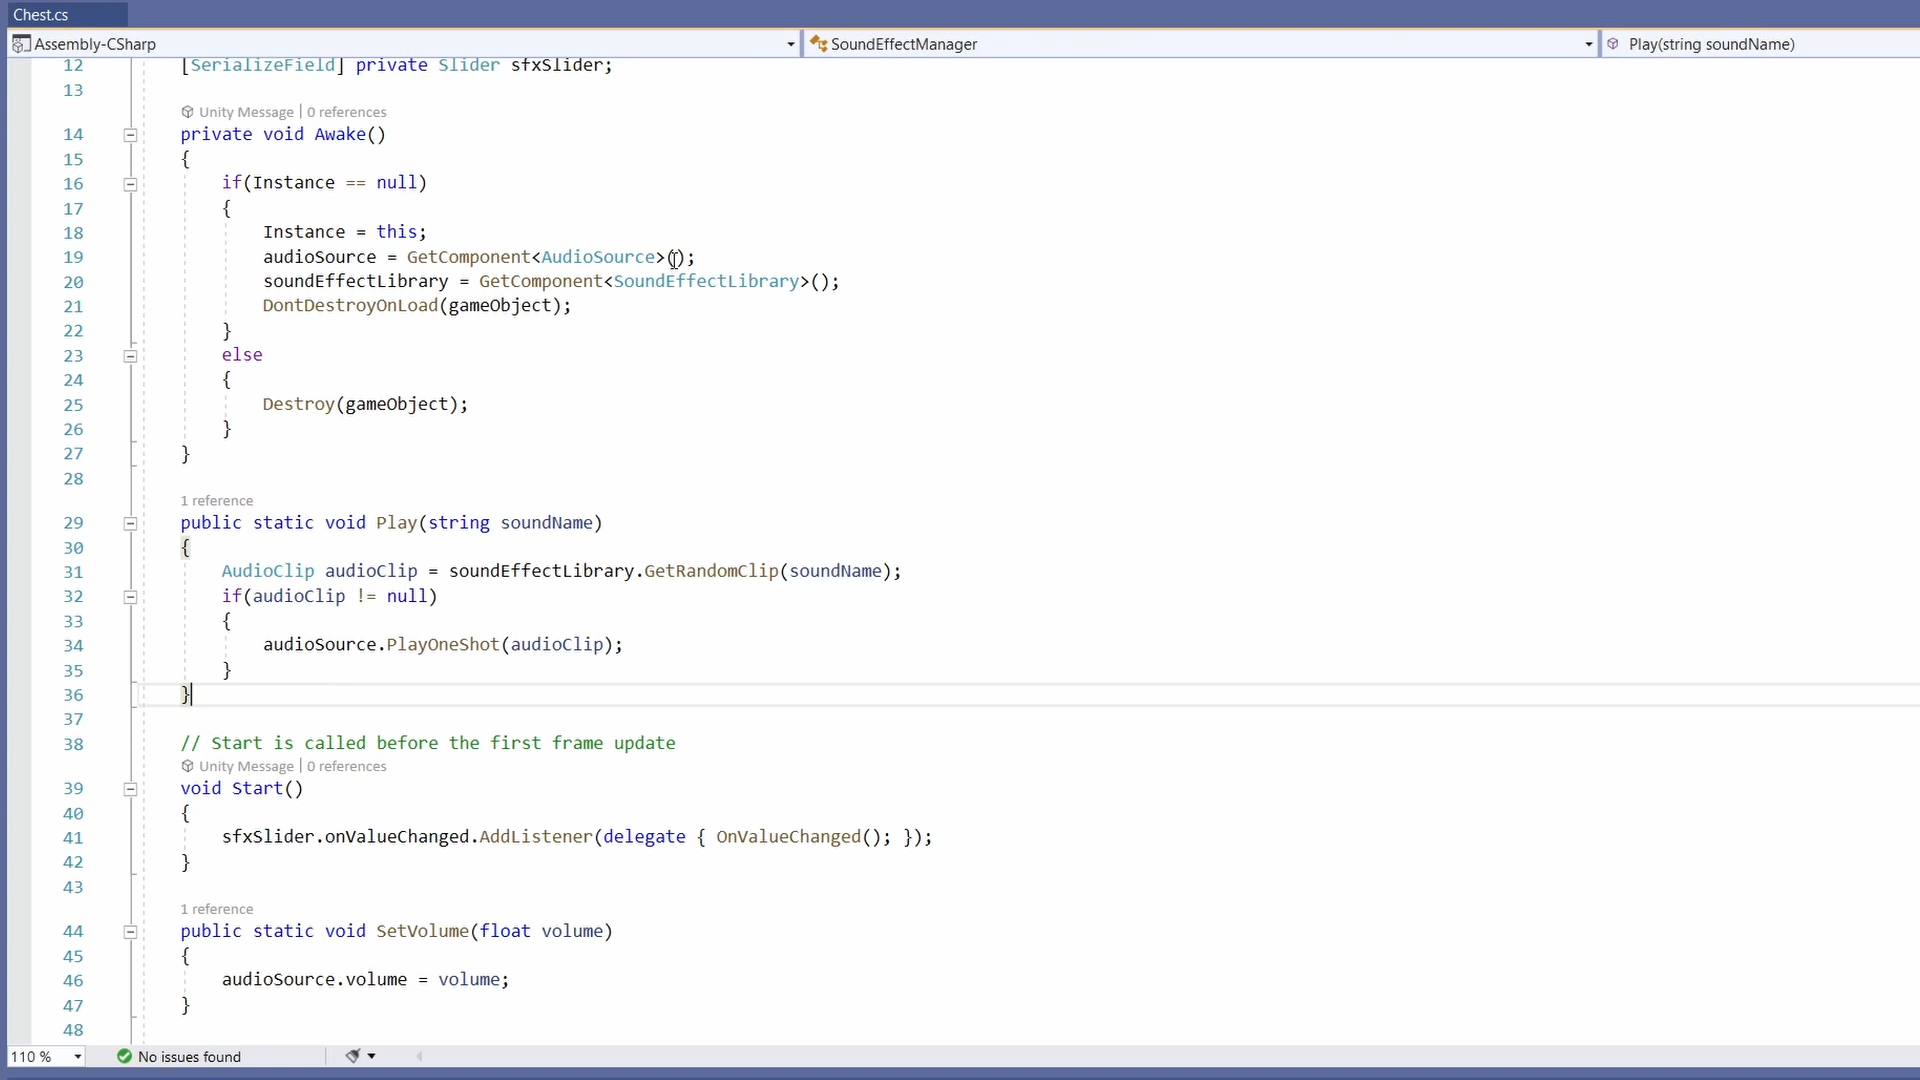 Chest.cs
Assembly-CSharp SoundEffectManager Play(string soundName)
12 [SerializeField] private Slider sfxSlider;
13
Unity Message | 0 references
14 private void Awake()
15 {
16 if(Instance == null)
17 {
18 Instance = this;
19 audioSource = GetComponent<AudioSource>();
20 soundEffectLibrary = GetComponent<SoundEffectLibrary>();
21 DontDestroyOnLoad(gameObject);
22 }
23 else
24 {
25 Destroy(gameObject);
26 }
27 }
28
1 reference
29 public static void Play(string soundName)
30 {
31 AudioClip audioClip = soundEffectLibrary.GetRandomClip(soundName);
32 if(audioClip != null)
33 {
34 audioSource.PlayOneShot(audioClip);
35 }
36 }
37
38 // Start is called before the first frame update
Unity Message | 0 references
39 void Start()
40 {
41 sfxSlider.onValueChanged.AddListener(delegate { OnValueChanged(); });
42 }
43
1 reference
44 public static void SetVolume(float volume)
45 {
46 audioSource.volume = volume;
47 }
48
110 % No issues found